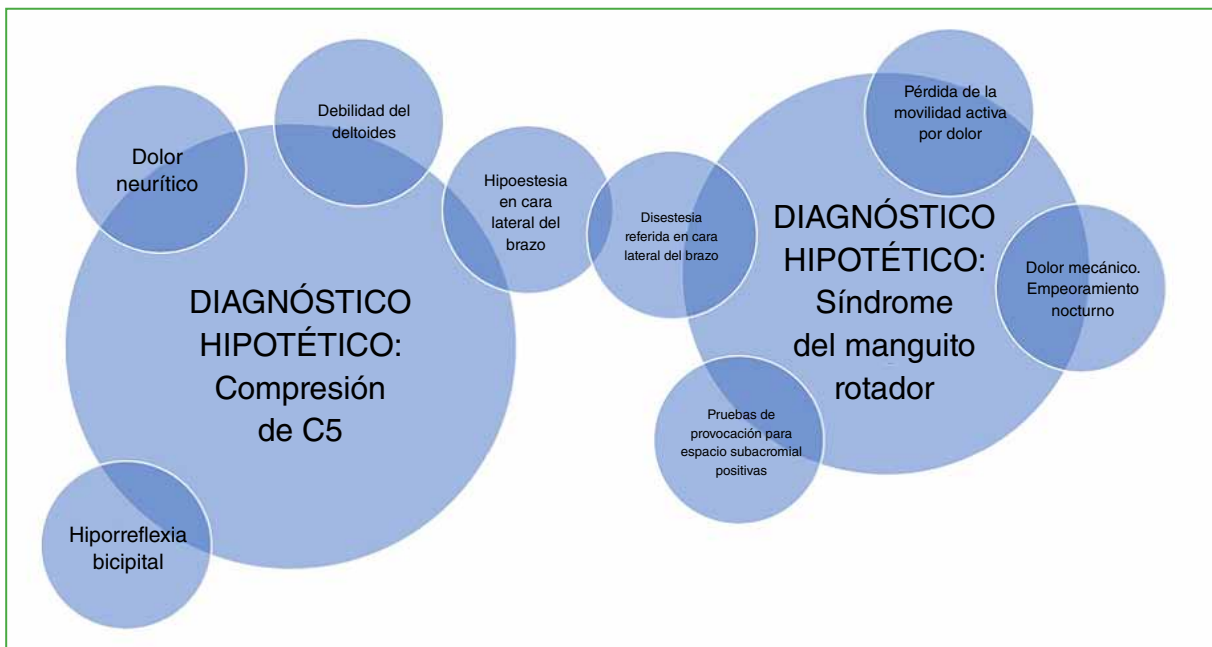 Dolor
neurítico
Debilidad del
deltoides
Hipoestesia
en cara
lateral del
brazo
DIAGNÓSTICO
HIPOTÉTICO:
Compresión
de C5
Hiporreflexia
bicipital
Disestesia
referida en cara
lateral del brazo
Pérdida de la
movilidad activa
por dolor
DIAGNÓSTICO
HIPOTÉTICO:
Síndrome
del manguito
rotador
Dolor mecánico.
Empeoramiento
nocturno
Pruebas de
provocación para
espacio subacromial
positivas